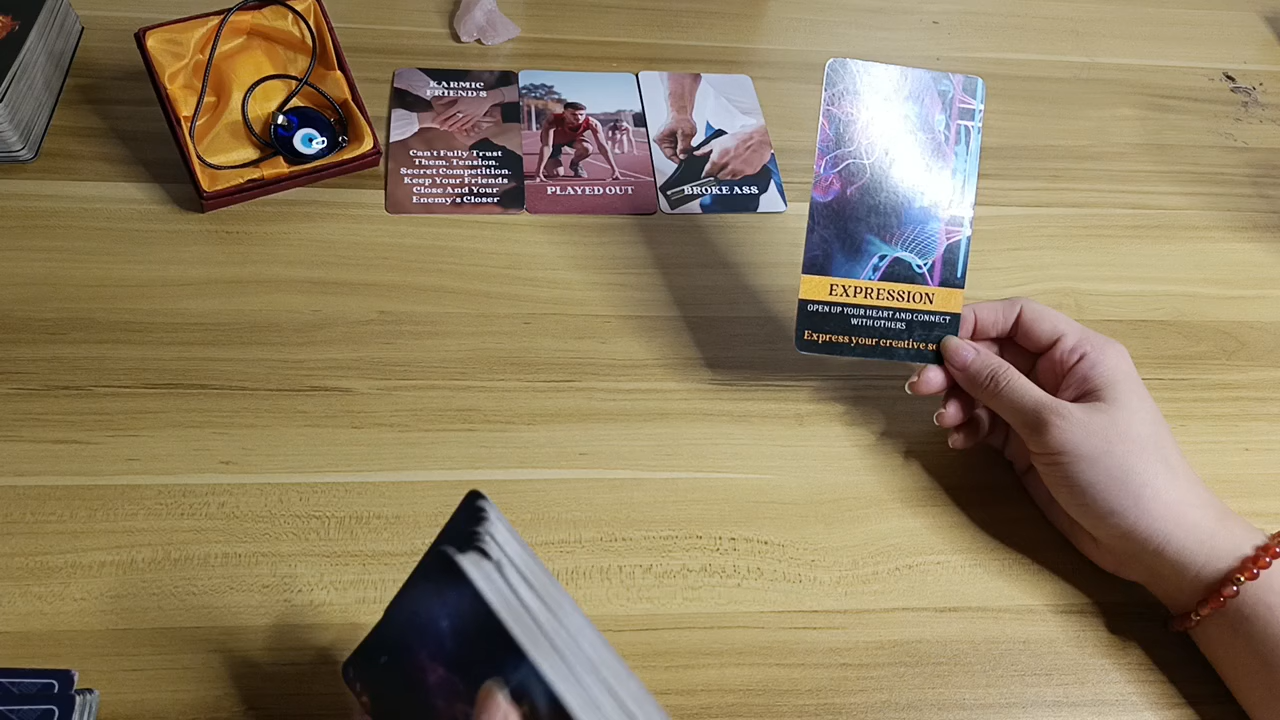 KARMIC
FRIEND'S
Can't Fully Trust
Them. Tension.
Secret Competition.
Keep Your Friends
Close And Your
Enemy's Closer
PLAYED OUT
BROKE ASS
EXPRESSION
OPEN UP YOUR HEART AND CONNECT
WITH OTHERS
Express your creative